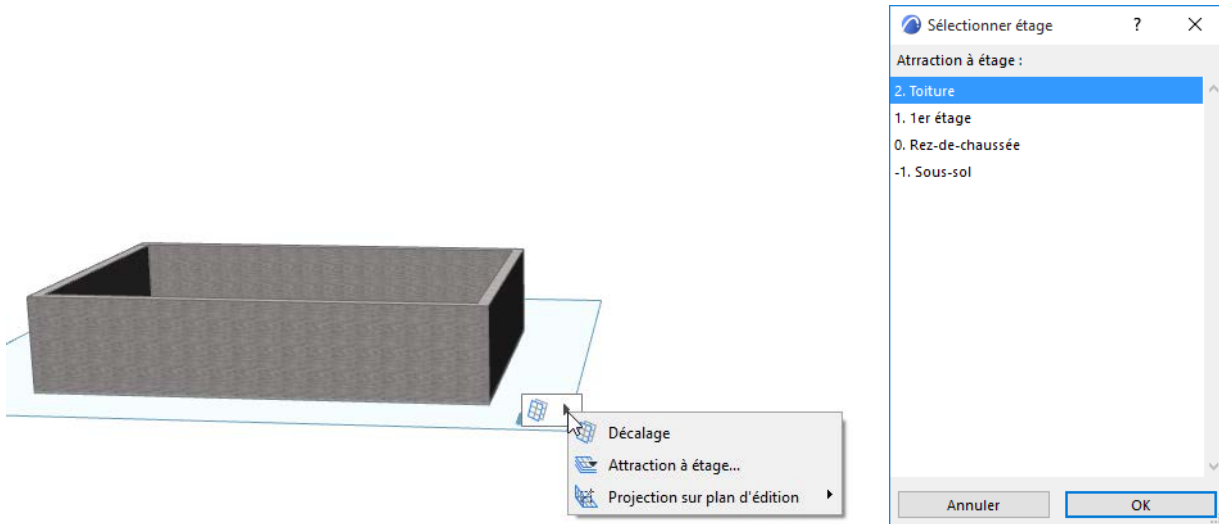 Sélectionner étage
?
Atrraction à étage :
2. Toiture
1. 1er étage
0. Rez-de-chaussée
-1. Sous-sol
Décalage
Attraction à étage...
Projection sur plan d'édition
Annuler
OK